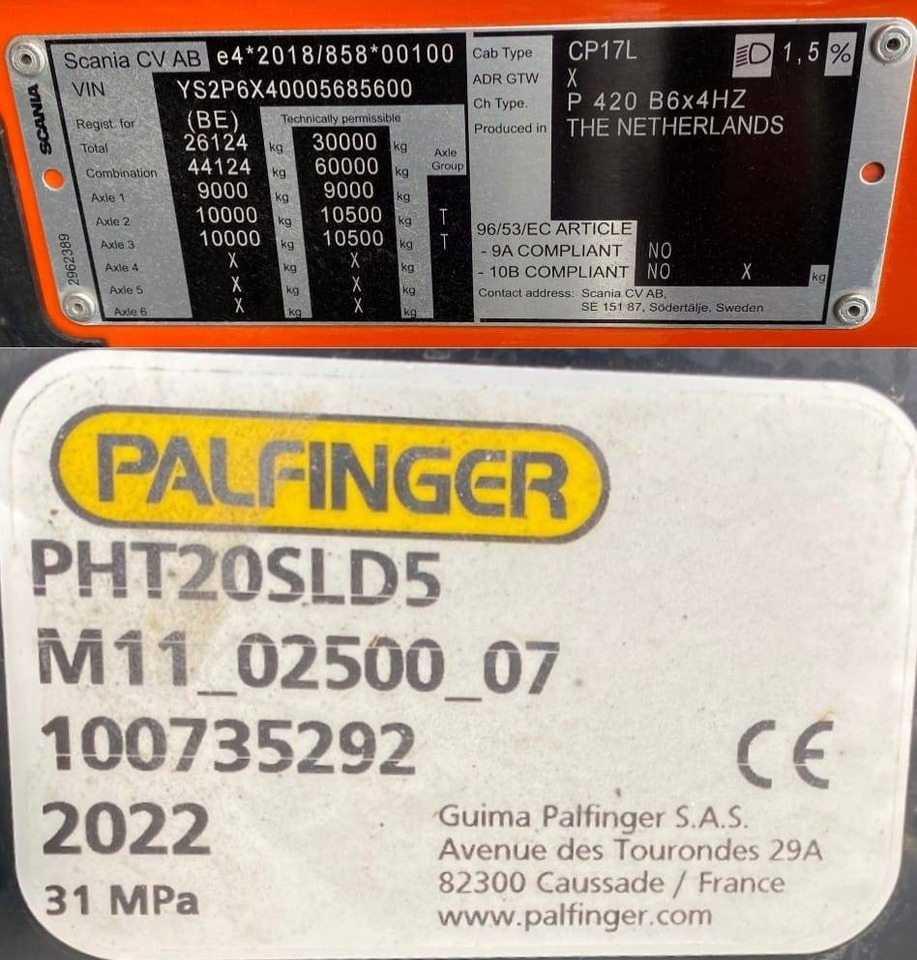 SCANIA
2962389
Scania CV AB e4*2018/858*00100
VIN YS2P6X40005685600
Regist. for (BE) Technically permissible
Total 26124 kg 30000 kg Axle Group
Combination 44124 kg 60000 kg
Axle 1 9000 kg 9000 kg
Axle 2 10000 kg 10500 kg T
Axle 3 10000 kg 10500 kg T
Axle 4 X kg X kg
Axle 5 X kg X kg
Axle 6 X kg X kg
Cab Type CP17L 1,5 %
ADR GTW X
Ch Type. P 420 B6x4HZ
Produced in THE NETHERLANDS
96/53/EC ARTICLE
- 9A COMPLIANT NO
- 10B COMPLIANT NO X kg
Contact address: Scania CV AB,
SE 151 87, Södertälje, Sweden
PALFINGER
PHT20SLD5
M11_02500_07
100735292
CE
2022
31 MPa
Guima Palfinger S.A.S.
Avenue des Tourondes 29A
82300 Caussade / France
www.palfinger.com